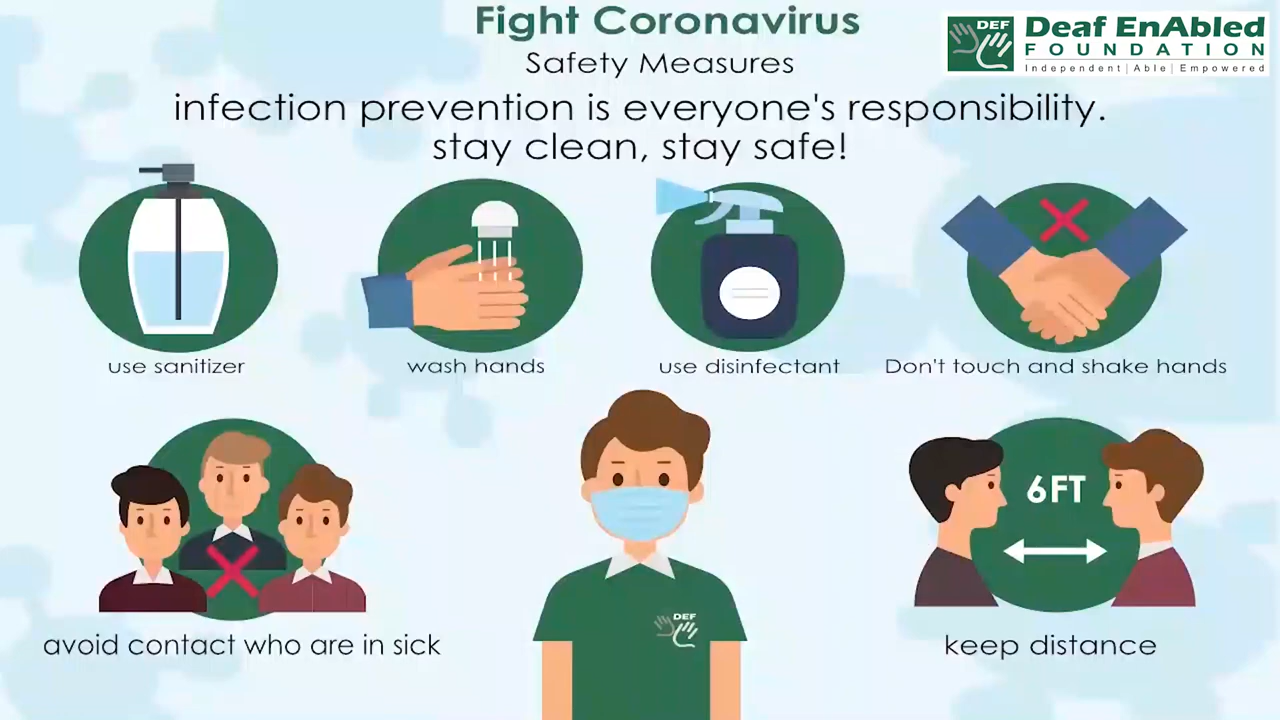 Fight Coronavirus
Safety Measures
DEF
Deaf EnAbled
FOUNDATION
Independent|Able|Empowered
infection prevention is everyone's responsibility.
stay clean, stay safe!
use sanitizer
wash hands
use disinfectant
Don't touch and shake hands
6FT
DEF
avoid contact who are in sick
keep distance